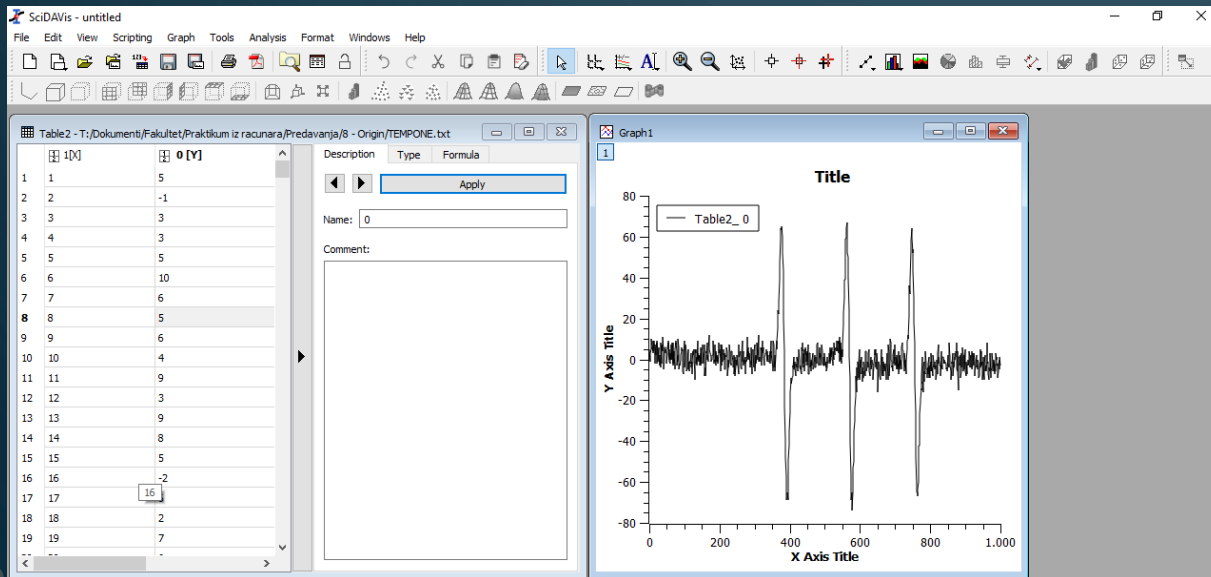 SciDAVis - untitled
File Edit View Scripting Graph Tools Analysis Format Windows Help
Table2 - T:/Dokumenti/Fakultet/Praktikum iz racunara/Predavanja/8 - Origin/TEMPONE.txt
1[X] 0 [Y]
1 1 5
2 2 -1
3 3 3
4 4 3
5 5 5
6 6 10
7 7 6
8 8 5
9 9 6
10 10 4
11 11 9
12 12 3
13 13 9
14 14 8
15 15 5
16 16 -2
17 17
16
18 18 2
19 19 7
Description Type Formula
Apply
Name: 0
Comment:
Graph1
1
Title
Table2_ 0
80
60
40
20
0
-20
-40
-60
-80
Y Axis Title
0 200 400 600 800 1.000
X Axis Title